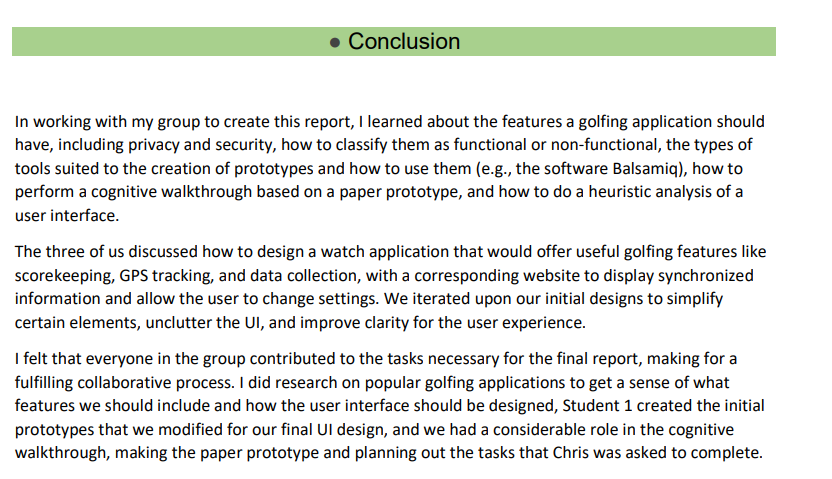 • Conclusion
In working with my group to create this report, I learned about the features a golfing application should
have, including privacy and security, how to classify them as functional or non-functional, the types of
tools suited to the creation of prototypes and how to use them (e.g., the software Balsamiq), how to
perform a cognitive walkthrough based on a paper prototype, and how to do a heuristic analysis of a
user interface.
The three of us discussed how to design a watch application that would offer useful golfing features like
scorekeeping, GPS tracking, and data collection, with a corresponding website to display synchronized
information and allow the user to change settings. We iterated upon our initial designs to simplify
certain elements, unclutter the UI, and improve clarity for the user experience.
I felt that everyone in the group contributed to the tasks necessary for the final report, making for a
fulfilling collaborative process. I did research on popular golfing applications to get a sense of what
features we should include and how the user interface should be designed, Student 1 created the initial
prototypes that we modified for our final UI design, and we had a considerable role in the cognitive
walkthrough, making the paper prototype and planning out the tasks that Chris was asked to complete.